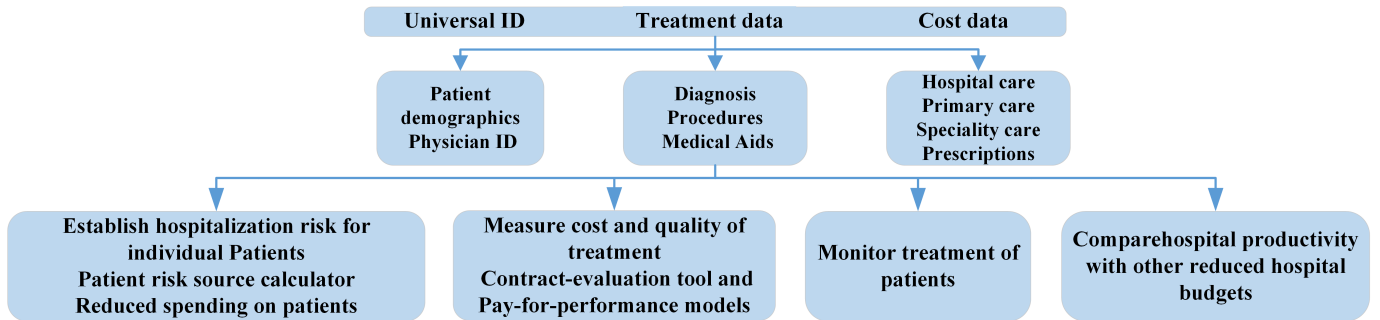 Universal ID Treatment data Cost data
Patient
demographics
Physician ID
Diagnosis
Procedures
Medical Aids
Hospital care
Primary care
Speciality care
Prescriptions
Establish hospitalization risk for
individual Patients
Patient risk source calculator
Reduced spending on patients
Measure cost and quality of
treatment
Contract-evaluation tool and
Pay-for-performance models
Monitor treatment of
patients
Comparehospital productivity
with other reduced hospital
budgets